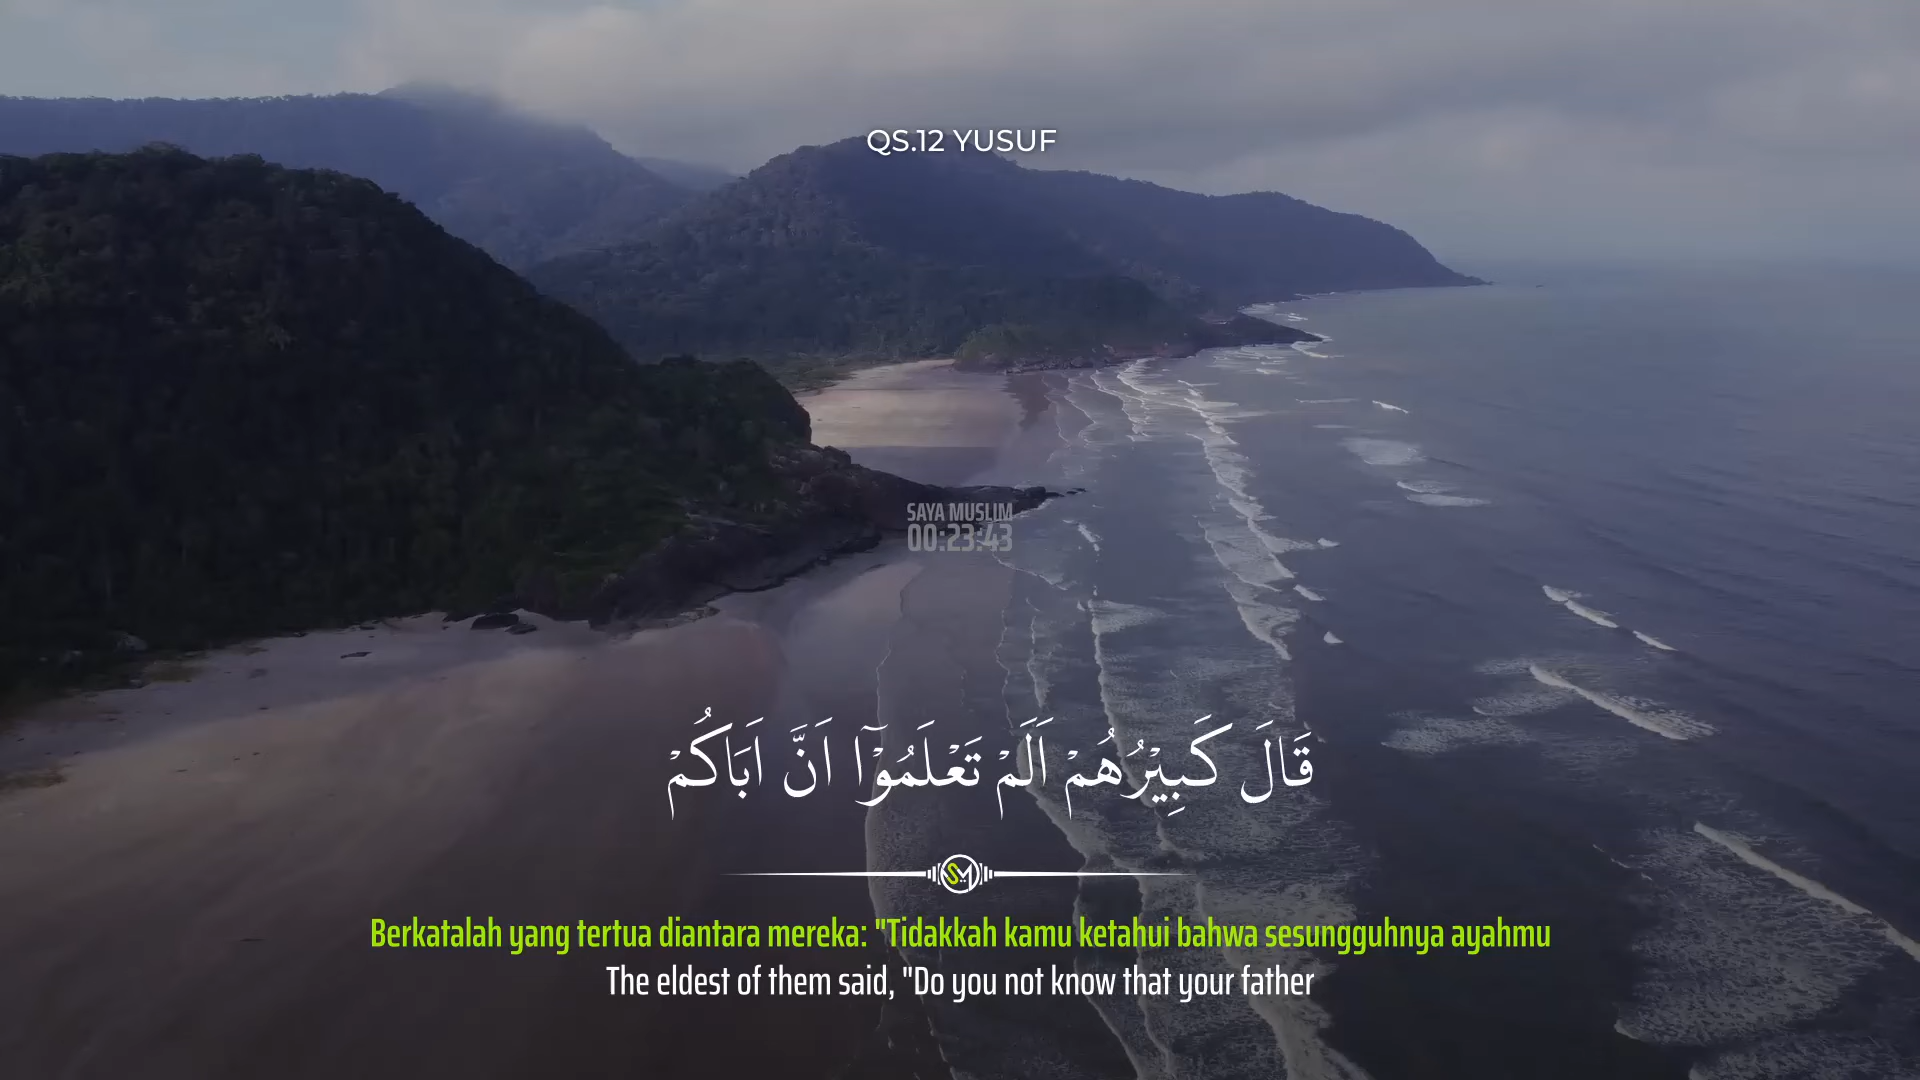 QS.12 YUSUF
SAYA MUSLIM
00:23:43
قَالَ كَبِيْرُهُمْ اَلَمْ تَعْلَمُوْٓا اَنَّ اَبَاكُمْ
SM
Berkatalah yang tertua diantara mereka: "Tidakkah kamu ketahui bahwa sesungguhnya ayahmu
The eldest of them said, "Do you not know that your father